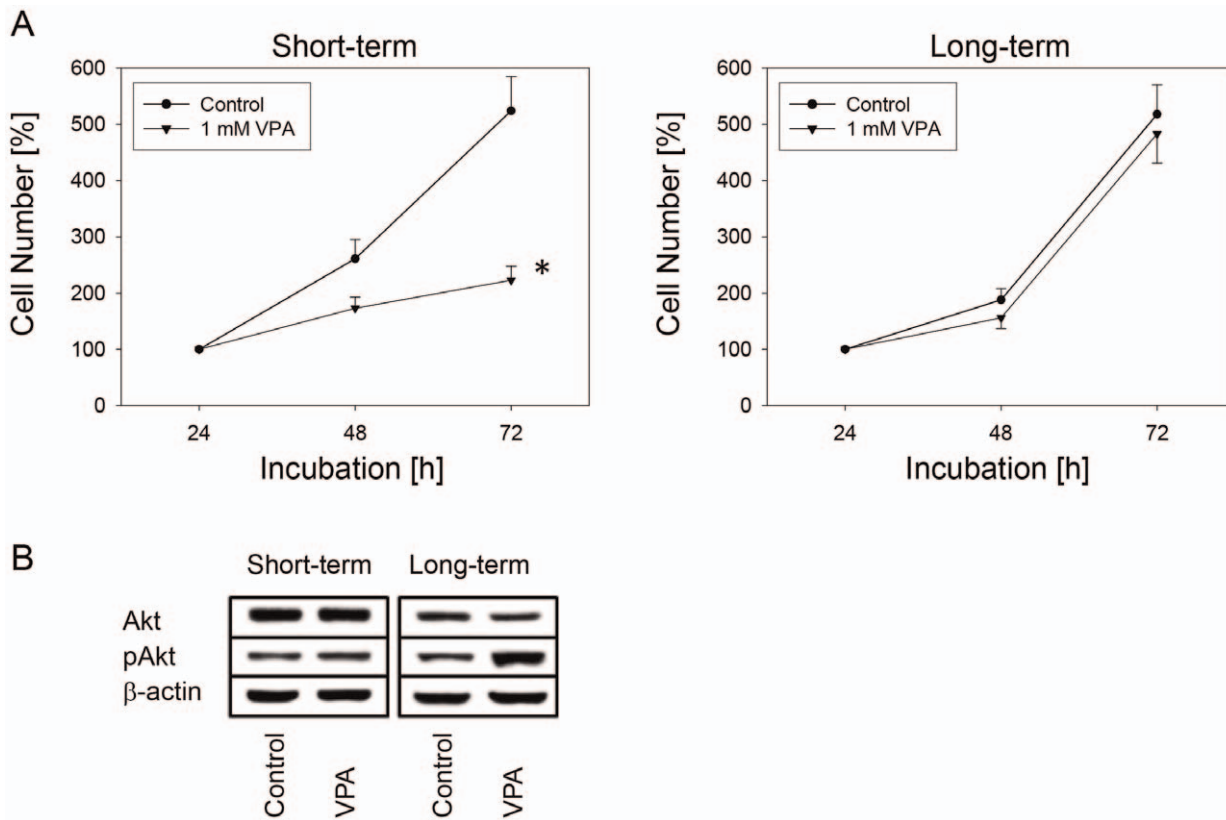 A
Short-term
Cell Number [%]
600
500
400
300
200
100
0
Control
1 mM VPA
*
24
48
72
Incubation [h]
Long-term
Cell Number [%]
600
500
400
300
200
100
0
Control
1 mM VPA
24
48
72
Incubation [h]
B
Short-term
Long-term
Akt
pAkt
β-actin
Control
VPA
Control
VPA